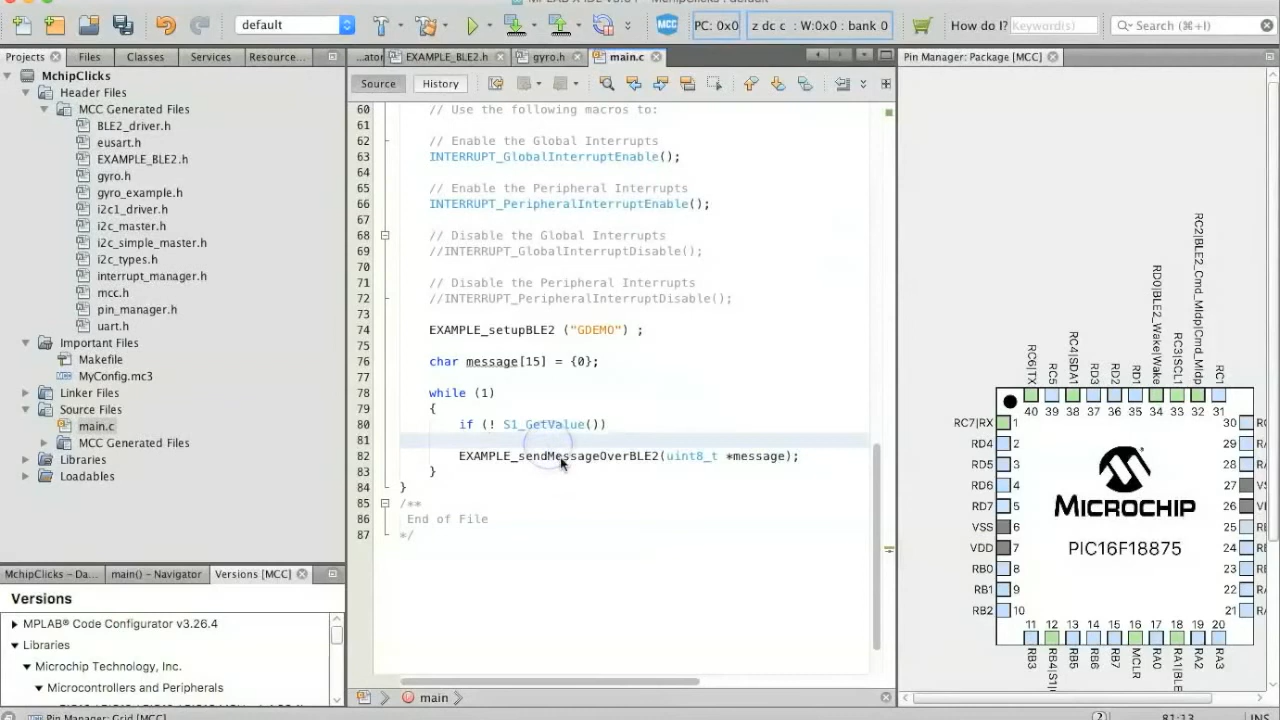 default
PC: 0x0
z dc c : W:0x0 : bank 0
How do I?
Keyword(s)
Search (⌘+I)
Projects
Files
Classes
Services
Resource...
...ator
EXAMPLE_BLE2.h
gyro.h
main.c
Pin Manager: Package [MCC]
Source
History
MchipClicks
Header Files
MCC Generated Files
BLE2_driver.h
eusart.h
EXAMPLE_BLE2.h
gyro.h
gyro_example.h
i2c1_driver.h
i2c_master.h
i2c_simple_master.h
i2c_types.h
interrupt_manager.h
mcc.h
pin_manager.h
uart.h
Important Files
Makefile
MyConfig.mc3
Linker Files
Source Files
main.c
MCC Generated Files
Libraries
Loadables
60 // Use the following macros to:
61
62 // Enable the Global Interrupts
63 INTERRUPT_GlobalInterruptEnable();
64
65 // Enable the Peripheral Interrupts
66 INTERRUPT_PeripheralInterruptEnable();
67
68 // Disable the Global Interrupts
69 //INTERRUPT_GlobalInterruptDisable();
70
71 // Disable the Peripheral Interrupts
72 //INTERRUPT_PeripheralInterruptDisable();
73
74 EXAMPLE_setupBLE2 ("GDEMO") ;
75
76 char message[15] = {0};
77
78 while (1)
79 {
80 if (! S1_GetValue())
81
82 EXAMPLE_sendMessageOverBLE2(uint8_t *message);
83 }
84 }
85 /**
86 End of File
87 */
main
MchipClicks – Da...
main() – Navigator
Versions [MCC]
Versions
MPLAB® Code Configurator v3.26.4
Libraries
Microchip Technology, Inc.
Microcontrollers and Peripherals
Pin Manager: Grid [MCC]
81:13
INS
RC6|TX
RC5
RC4|SDA1
RD3
RD2
RD1
RD0|BLE2_Wake|Wake
RC3|SCL1
RC2|BLE2_Cmd_Mldp|Cmd_Mldp
RC1
40 39 38 37 36 35 34 33 32 31
RC7|RX 1
RD4 2
RD5 3
RD6 4
RD7 5
VSS 6
VDD 7
RB0 8
RB1 9
RB2 10
MICROCHIP
PIC16F18875
30
29
28
27
26
25
24
23
22
21
11 12 13 14 15 16 17 18 19 20
RB3
RB4|S1|
RB5
RB6
RB7
MCLR
RA0
RA1|BLE
RA2
RA3